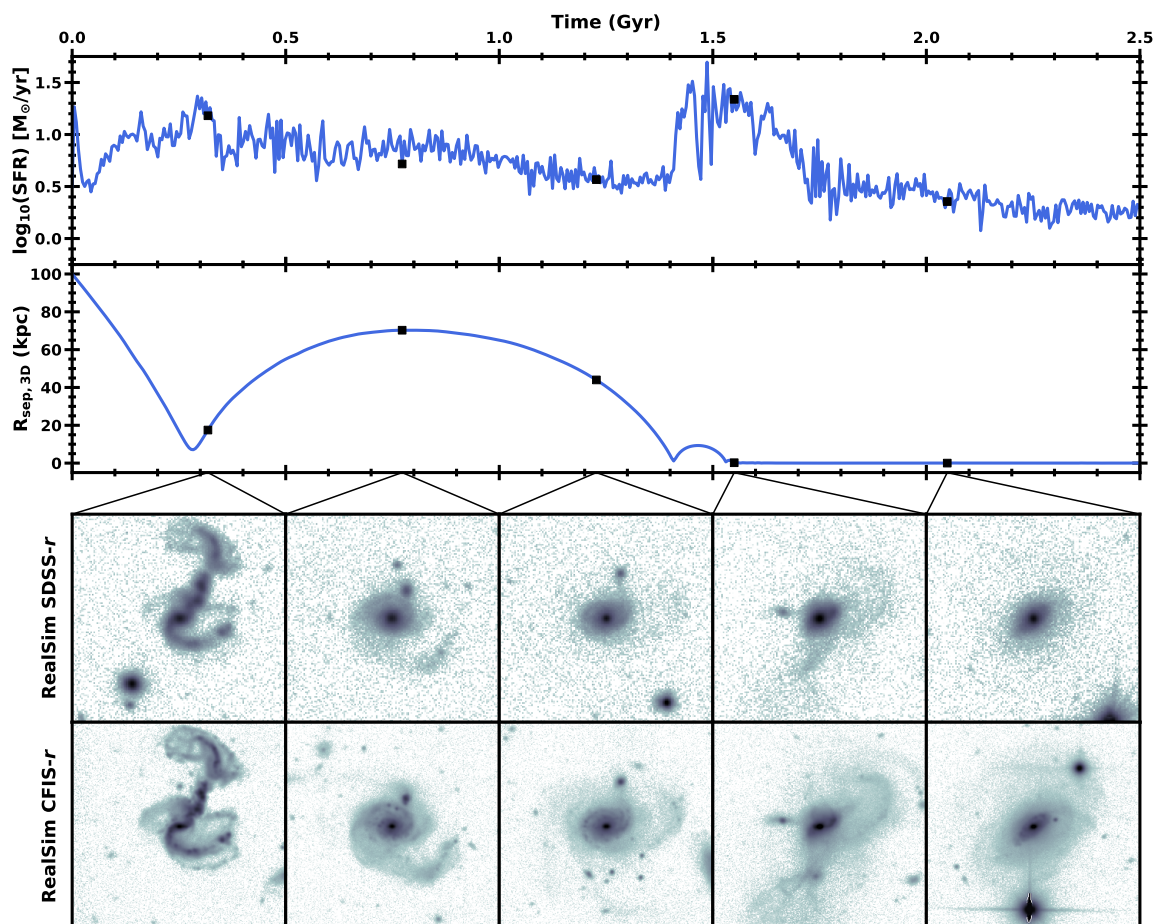 Time (Gyr)
0.0 0.5 1.0 1.5 2.0 2.5
log₁₀(SFR) [M⊙/yr]
1.5
1.0
0.5
0.0
R_sep, 3D (kpc)
100
80
60
40
20
0
RealSim SDSS-r
RealSim CFIS-r